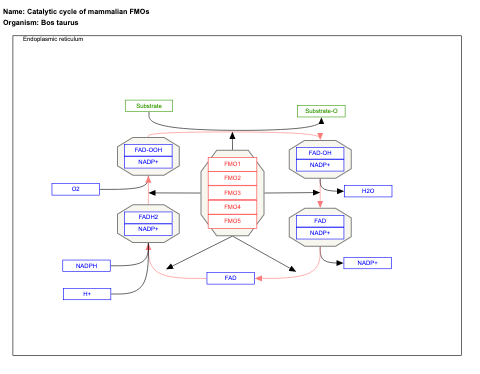 Name: Catalytic cycle of mammalian FMOs
Organism: Bos taurus
Endoplasmic reticulum
Substrate
Substrate-O
FAD-OOH
NADP+
FAD-OH
NADP+
FMO1
FMO2
FMO3
FMO4
FMO5
O2
H2O
FADH2
NADP+
FAD
NADP+
NADPH
NADP+
FAD
H+